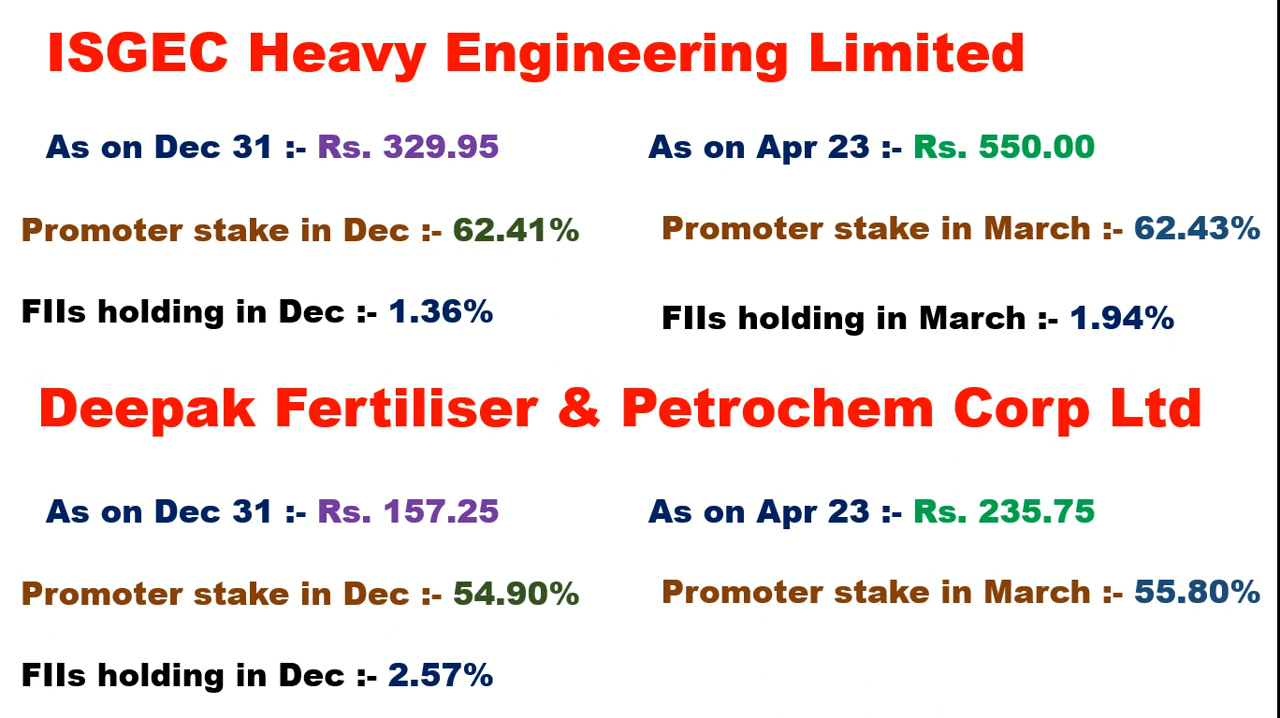 ISGEC Heavy Engineering Limited
As on Dec 31 :- Rs. 329.95
As on Apr 23 :- Rs. 550.00
Promoter stake in Dec :- 62.41%
Promoter stake in March :- 62.43%
FIIs holding in Dec :- 1.36%
FIIs holding in March :- 1.94%
Deepak Fertiliser & Petrochem Corp Ltd
As on Dec 31 :- Rs. 157.25
As on Apr 23 :- Rs. 235.75
Promoter stake in Dec :- 54.90%
Promoter stake in March :- 55.80%
FIIs holding in Dec :- 2.57%